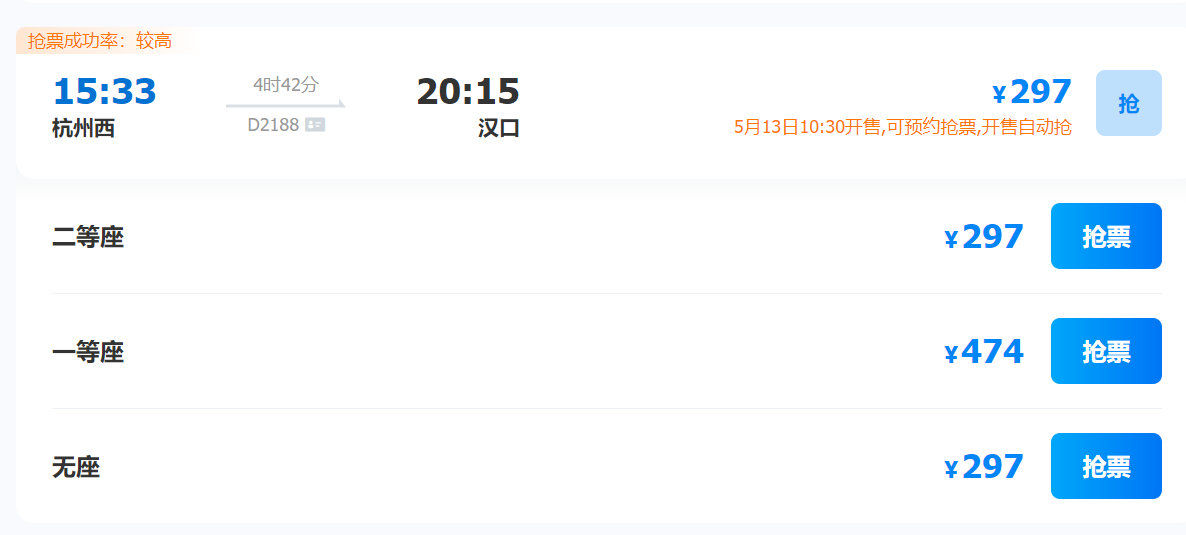 抢票成功率：较高
15:33 4时42分 20:15 ¥297 抢
杭州西 D2188 汉口 5月13日10:30开售,可预约抢票,开售自动抢
二等座 ¥297 抢票
一等座 ¥474 抢票
无座 ¥297 抢票